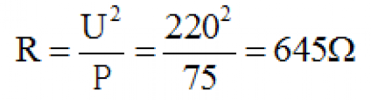 R = U² / P = 220² / 75 = 645Ω